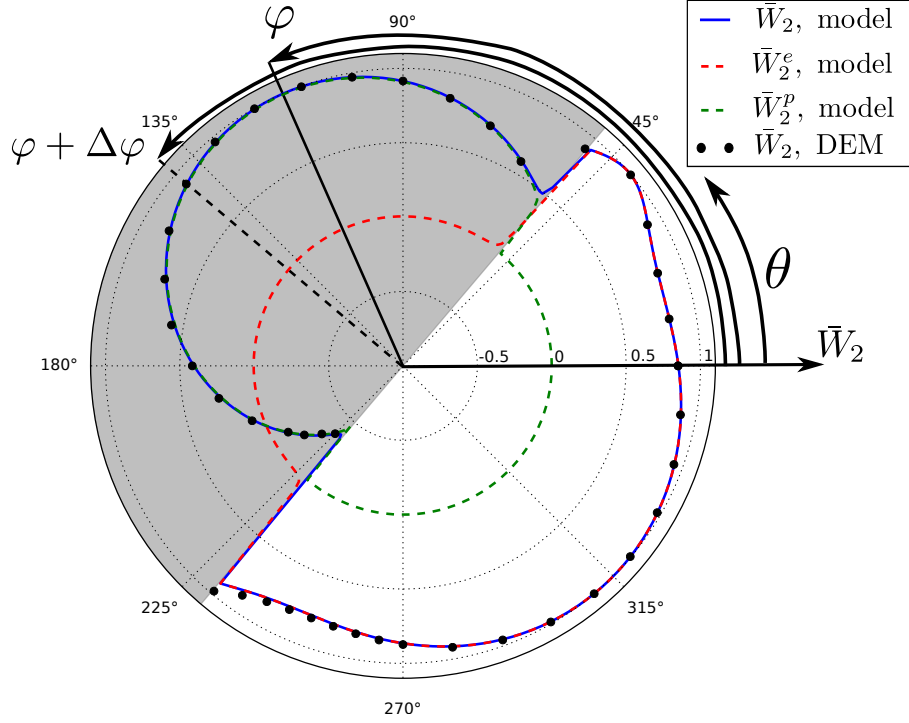 φ
90°
W̄₂, model
W̄₂ᵉ, model
W̄₂ᵖ, model
W̄₂, DEM
135°
45°
φ + Δφ
θ
W̄₂
180°
-0.5 0 0.5 1
225°
315°
270°